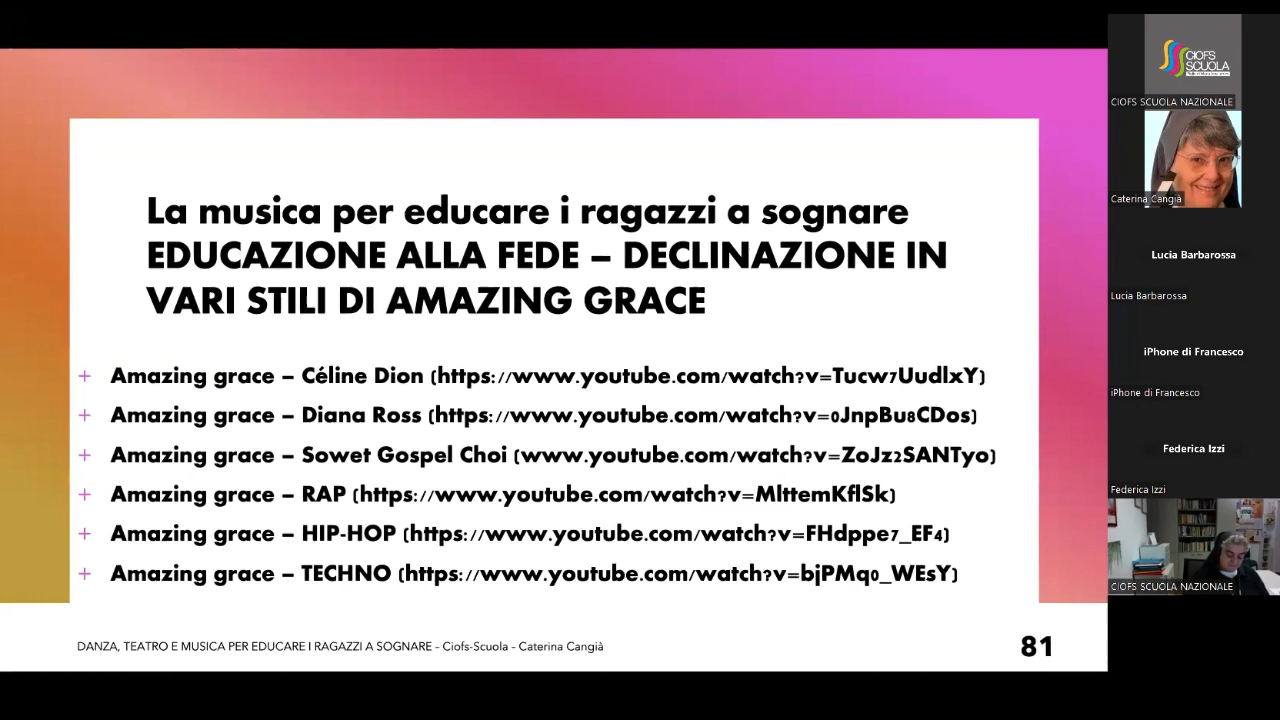 La musica per educare i ragazzi a sognare
EDUCAZIONE ALLA FEDE – DECLINAZIONE IN
VARI STILI DI AMAZING GRACE
+ Amazing grace – Céline Dion (https://www.youtube.com/watch?v=Tucw7UudlxY)
+ Amazing grace – Diana Ross (https://www.youtube.com/watch?v=0JnpBu8CDos)
+ Amazing grace – Sowet Gospel Choi (www.youtube.com/watch?v=ZoJz2SANTyo)
+ Amazing grace – RAP (https://www.youtube.com/watch?v=MlttemKflSk)
+ Amazing grace – HIP-HOP (https://www.youtube.com/watch?v=FHdppe7_EF4)
+ Amazing grace – TECHNO (https://www.youtube.com/watch?v=bjPMq0_WEsY)
DANZA, TEATRO E MUSICA PER EDUCARE I RAGAZZI A SOGNARE – Ciofs-Scuola – Caterina Cangià
81
CIOFS
SCUOLA
CIOFS SCUOLA NAZIONALE
Caterina Cangià
Lucia Barbarossa
Lucia Barbarossa
iPhone di Francesco
iPhone di Francesco
Federica Izzi
Federica Izzi
CIOFS SCUOLA NAZIONALE